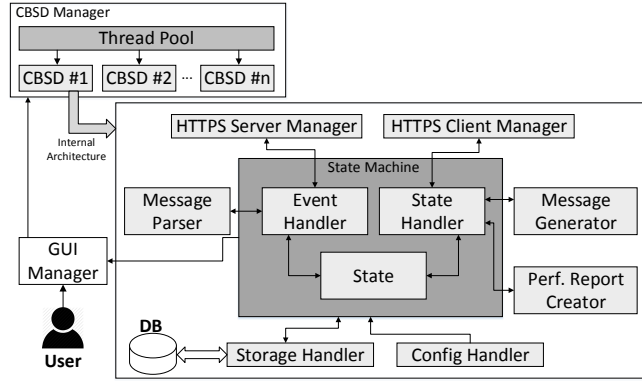 CBSD Manager
Thread Pool
CBSD #1
CBSD #2
...
CBSD #n
Internal
Architecture
HTTPS Server Manager
HTTPS Client Manager
State Machine
Message
Parser
Event
Handler
State
Handler
Message
Generator
GUI
Manager
State
Perf. Report
Creator
User
DB
Storage Handler
Config Handler